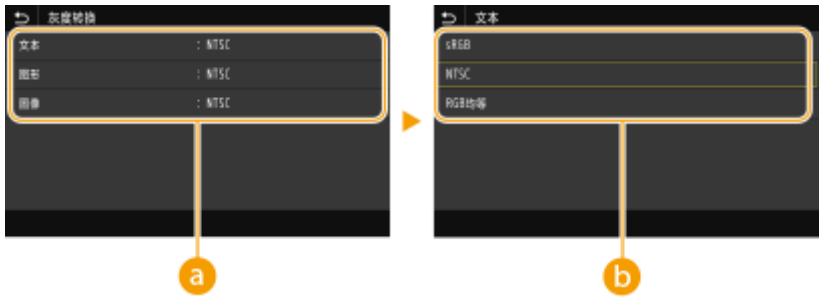 灰度转换
文本 : NTSC
图形 : NTSC
图像 : NTSC
a
文本
sRGB
NTSC
RGB均等
b